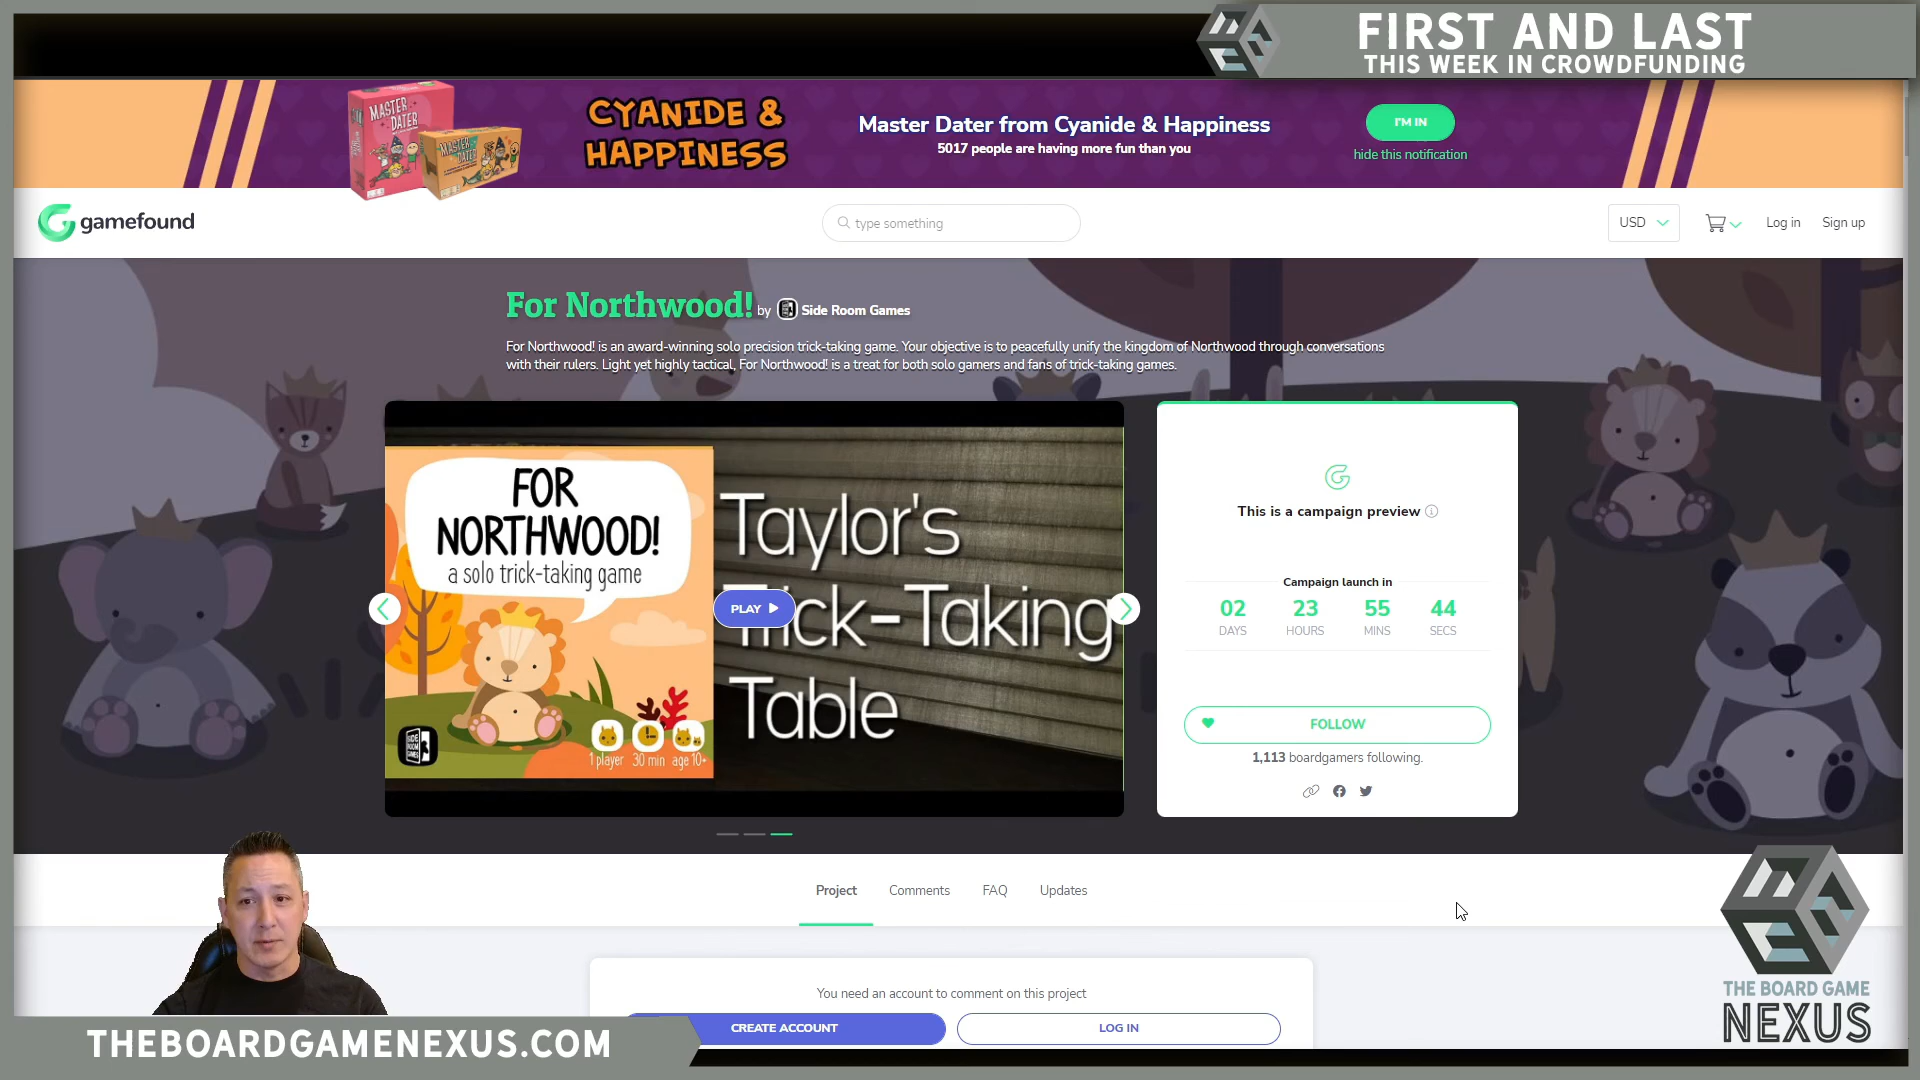 FIRST AND LAST
THIS WEEK IN CROWDFUNDING
MASTER DATER
MASTER DATER
CYANIDE &
HAPPINESS
Master Dater from Cyanide & Happiness
5017 people are having more fun than you
I'M IN
hide this notification
gamefound
type something
USD
Log in
Sign up
For Northwood! by Side Room Games
For Northwood! is an award-winning solo precision trick-taking game. Your objective is to peacefully unify the kingdom of Northwood through conversations
with their rulers. Light yet highly tactical, For Northwood! is a treat for both solo gamers and fans of trick-taking games.
FOR
NORTHWOOD!
a solo trick-taking game
SIDE
ROOM
GAMES
1 player 30 min age 10+
Taylor's
Trick-Taking
Table
PLAY
This is a campaign preview
Campaign launch in
02 23 55 44
DAYS HOURS MINS SECS
FOLLOW
1,113 boardgamers following.
Project Comments FAQ Updates
You need an account to comment on this project
CREATE ACCOUNT
LOG IN
THEBOARDGAMENEXUS.COM
THE BOARD GAME
NEXUS